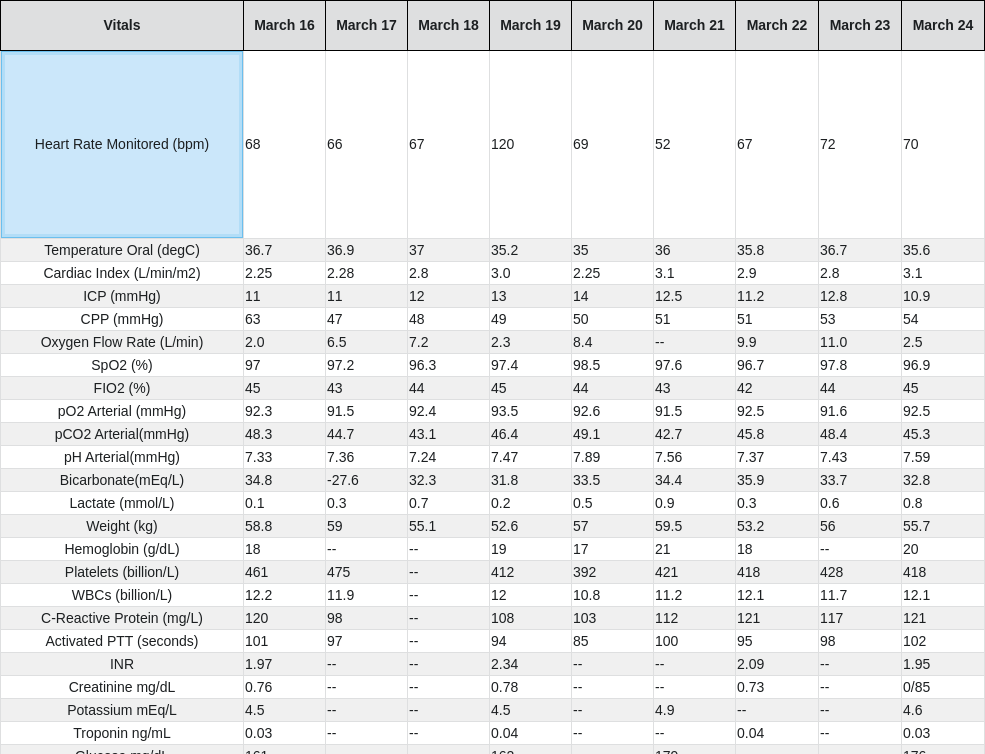 Vitals March 16 March 17 March 18 March 19 March 20 March 21 March 22 March 23 March 24
Heart Rate Monitored (bpm) 68 66 67 120 69 52 67 72 70
Temperature Oral (degC) 36.7 36.9 37 35.2 35 36 35.8 36.7 35.6
Cardiac Index (L/min/m2) 2.25 2.28 2.8 3.0 2.25 3.1 2.9 2.8 3.1
ICP (mmHg) 11 11 12 13 14 12.5 11.2 12.8 10.9
CPP (mmHg) 63 47 48 49 50 51 51 53 54
Oxygen Flow Rate (L/min) 2.0 6.5 7.2 2.3 8.4 -- 9.9 11.0 2.5
SpO2 (%) 97 97.2 96.3 97.4 98.5 97.6 96.7 97.8 96.9
FIO2 (%) 45 43 44 45 44 43 42 44 45
pO2 Arterial (mmHg) 92.3 91.5 92.4 93.5 92.6 91.5 92.5 91.6 92.5
pCO2 Arterial(mmHg) 48.3 44.7 43.1 46.4 49.1 42.7 45.8 48.4 45.3
pH Arterial(mmHg) 7.33 7.36 7.24 7.47 7.89 7.56 7.37 7.43 7.59
Bicarbonate(mEq/L) 34.8 -27.6 32.3 31.8 33.5 34.4 35.9 33.7 32.8
Lactate (mmol/L) 0.1 0.3 0.7 0.2 0.5 0.9 0.3 0.6 0.8
Weight (kg) 58.8 59 55.1 52.6 57 59.5 53.2 56 55.7
Hemoglobin (g/dL) 18 -- -- 19 17 21 18 -- 20
Platelets (billion/L) 461 475 -- 412 392 421 418 428 418
WBCs (billion/L) 12.2 11.9 -- 12 10.8 11.2 12.1 11.7 12.1
C-Reactive Protein (mg/L) 120 98 -- 108 103 112 121 117 121
Activated PTT (seconds) 101 97 -- 94 85 100 95 98 102
INR 1.97 -- -- 2.34 -- -- 2.09 -- 1.95
Creatinine mg/dL 0.76 -- -- 0.78 -- -- 0.73 -- 0/85
Potassium mEq/L 4.5 -- -- 4.5 -- 4.9 -- -- 4.6
Troponin ng/mL 0.03 -- -- 0.04 -- -- 0.04 -- 0.03